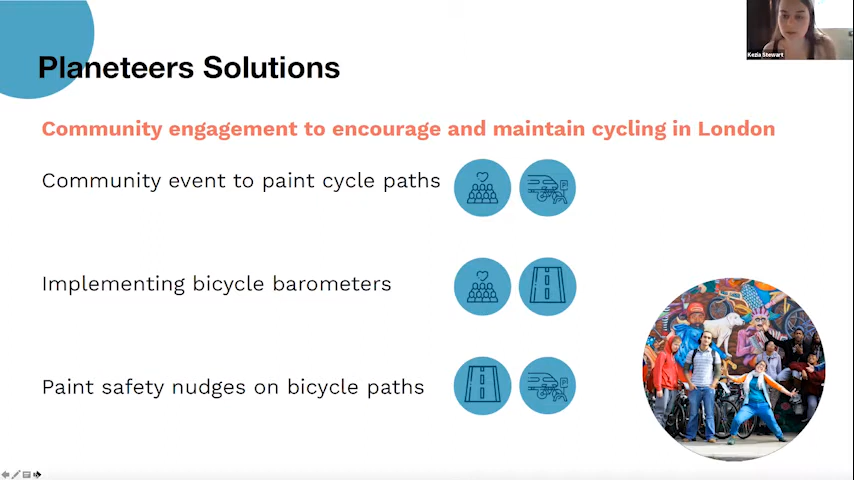 Planeteers Solutions
Kezia Stewart
Community engagement to encourage and maintain cycling in London
Community event to paint cycle paths
Implementing bicycle barometers
Paint safety nudges on bicycle paths